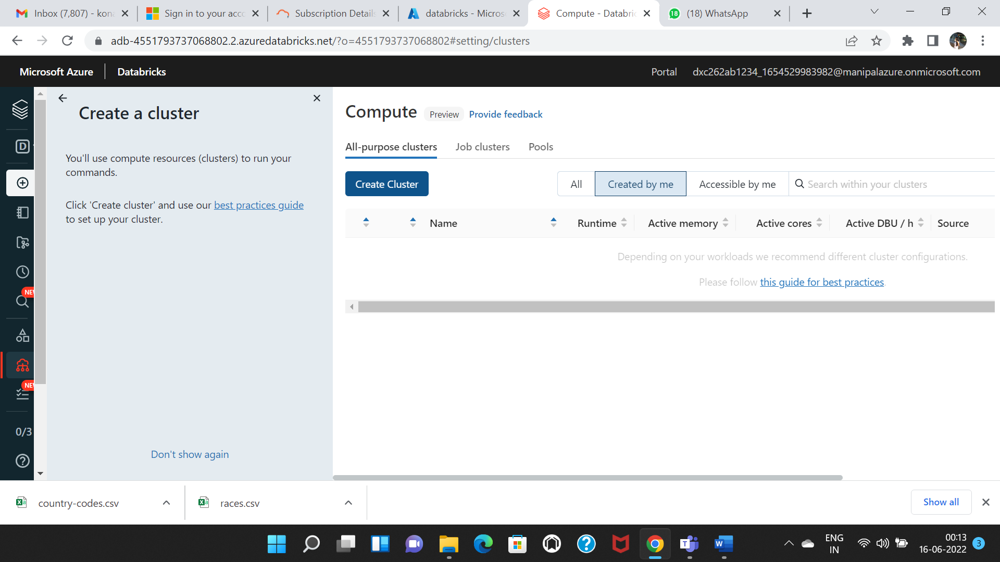 Inbox (7,807) - kona
Sign in to your acco
Subscription Details
databricks - Microso
Compute - Databric
18
(18) WhatsApp
adb-4551793737068802.2.azuredatabricks.net/?o=4551793737068802#setting/clusters
Microsoft Azure
Databricks
Portal
dxc262ab1234_1654529983982@manipalazure.onmicrosoft.com
D
NEW
NEW
0/3
Create a cluster
You'll use compute resources (clusters) to run your
commands.
Click 'Create cluster' and use our best practices guide
to set up your cluster.
Don't show again
Compute
Preview
Provide feedback
All-purpose clusters
Job clusters
Pools
Create Cluster
All
Created by me
Accessible by me
Search within your clusters
Name
Runtime
Active memory
Active cores
Active DBU / h
Source
Depending on your workloads we recommend different cluster configurations.
Please follow this guide for best practices.
country-codes.csv
races.csv
Show all
ENG
IN
00:13
16-06-2022
3